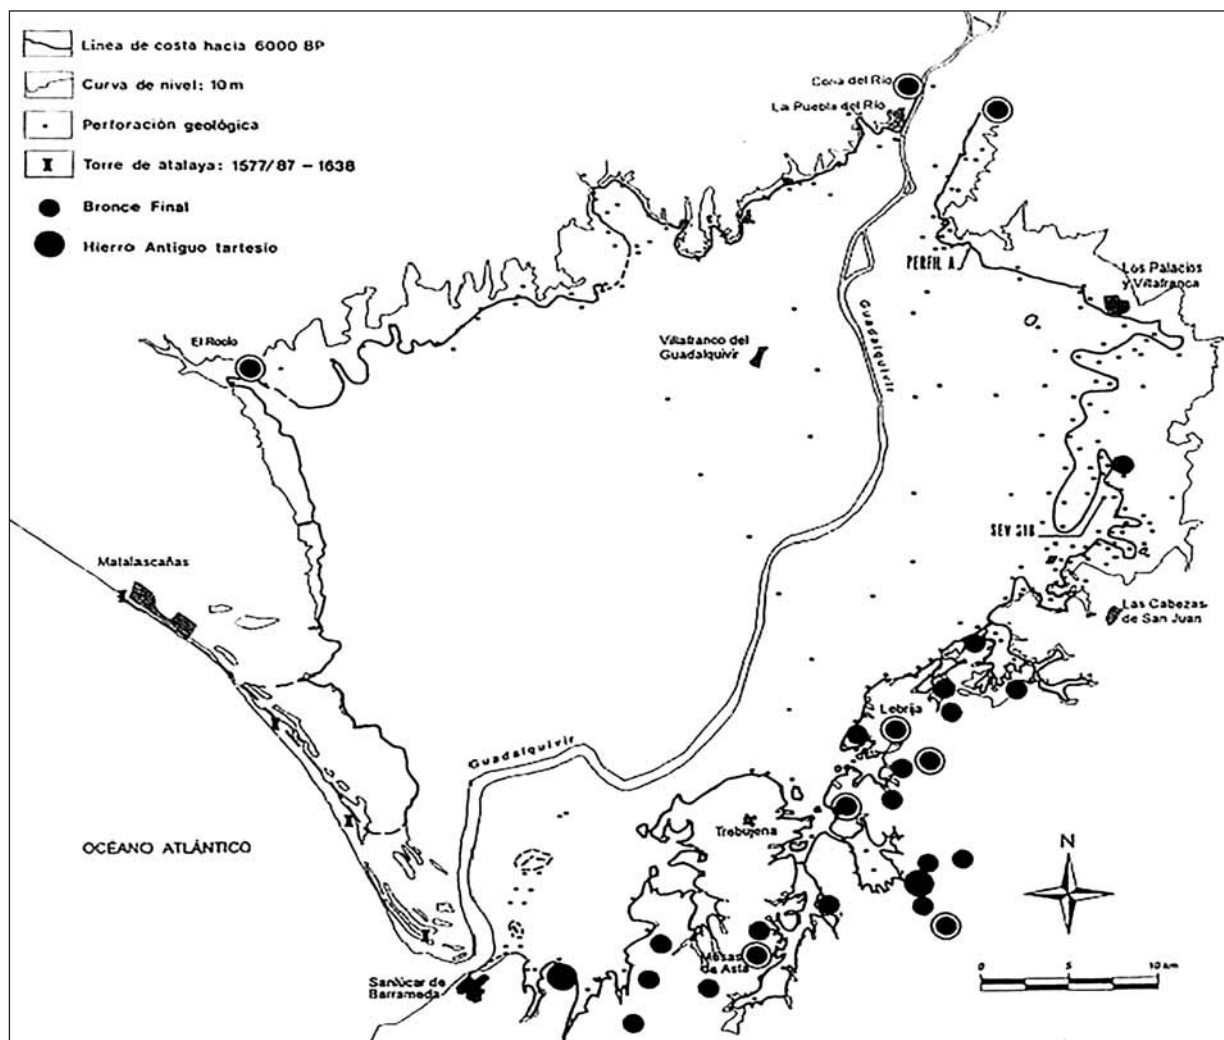 Línea de costa hacia 6000 BP
Curva de nivel: 10 m
Perforación geológica
Torre de atalaya: 1577/87 – 1638
Bronce Final
Hierro Antiguo tartesio
Coria del Río
La Puebla del Río
PERFIL A
Los Palacios
y Villafranca
El Rocío
Villafranco del
Guadalquivir
Guadalquivir
SEV 316
Matalascañas
Las Cabezas
de San Juan
Lebrija
Guadalquivir
Trebujena
OCÉANO ATLÁNTICO
N
Mesas
de Asta
Sanlúcar de
Barrameda
0 5 10 km